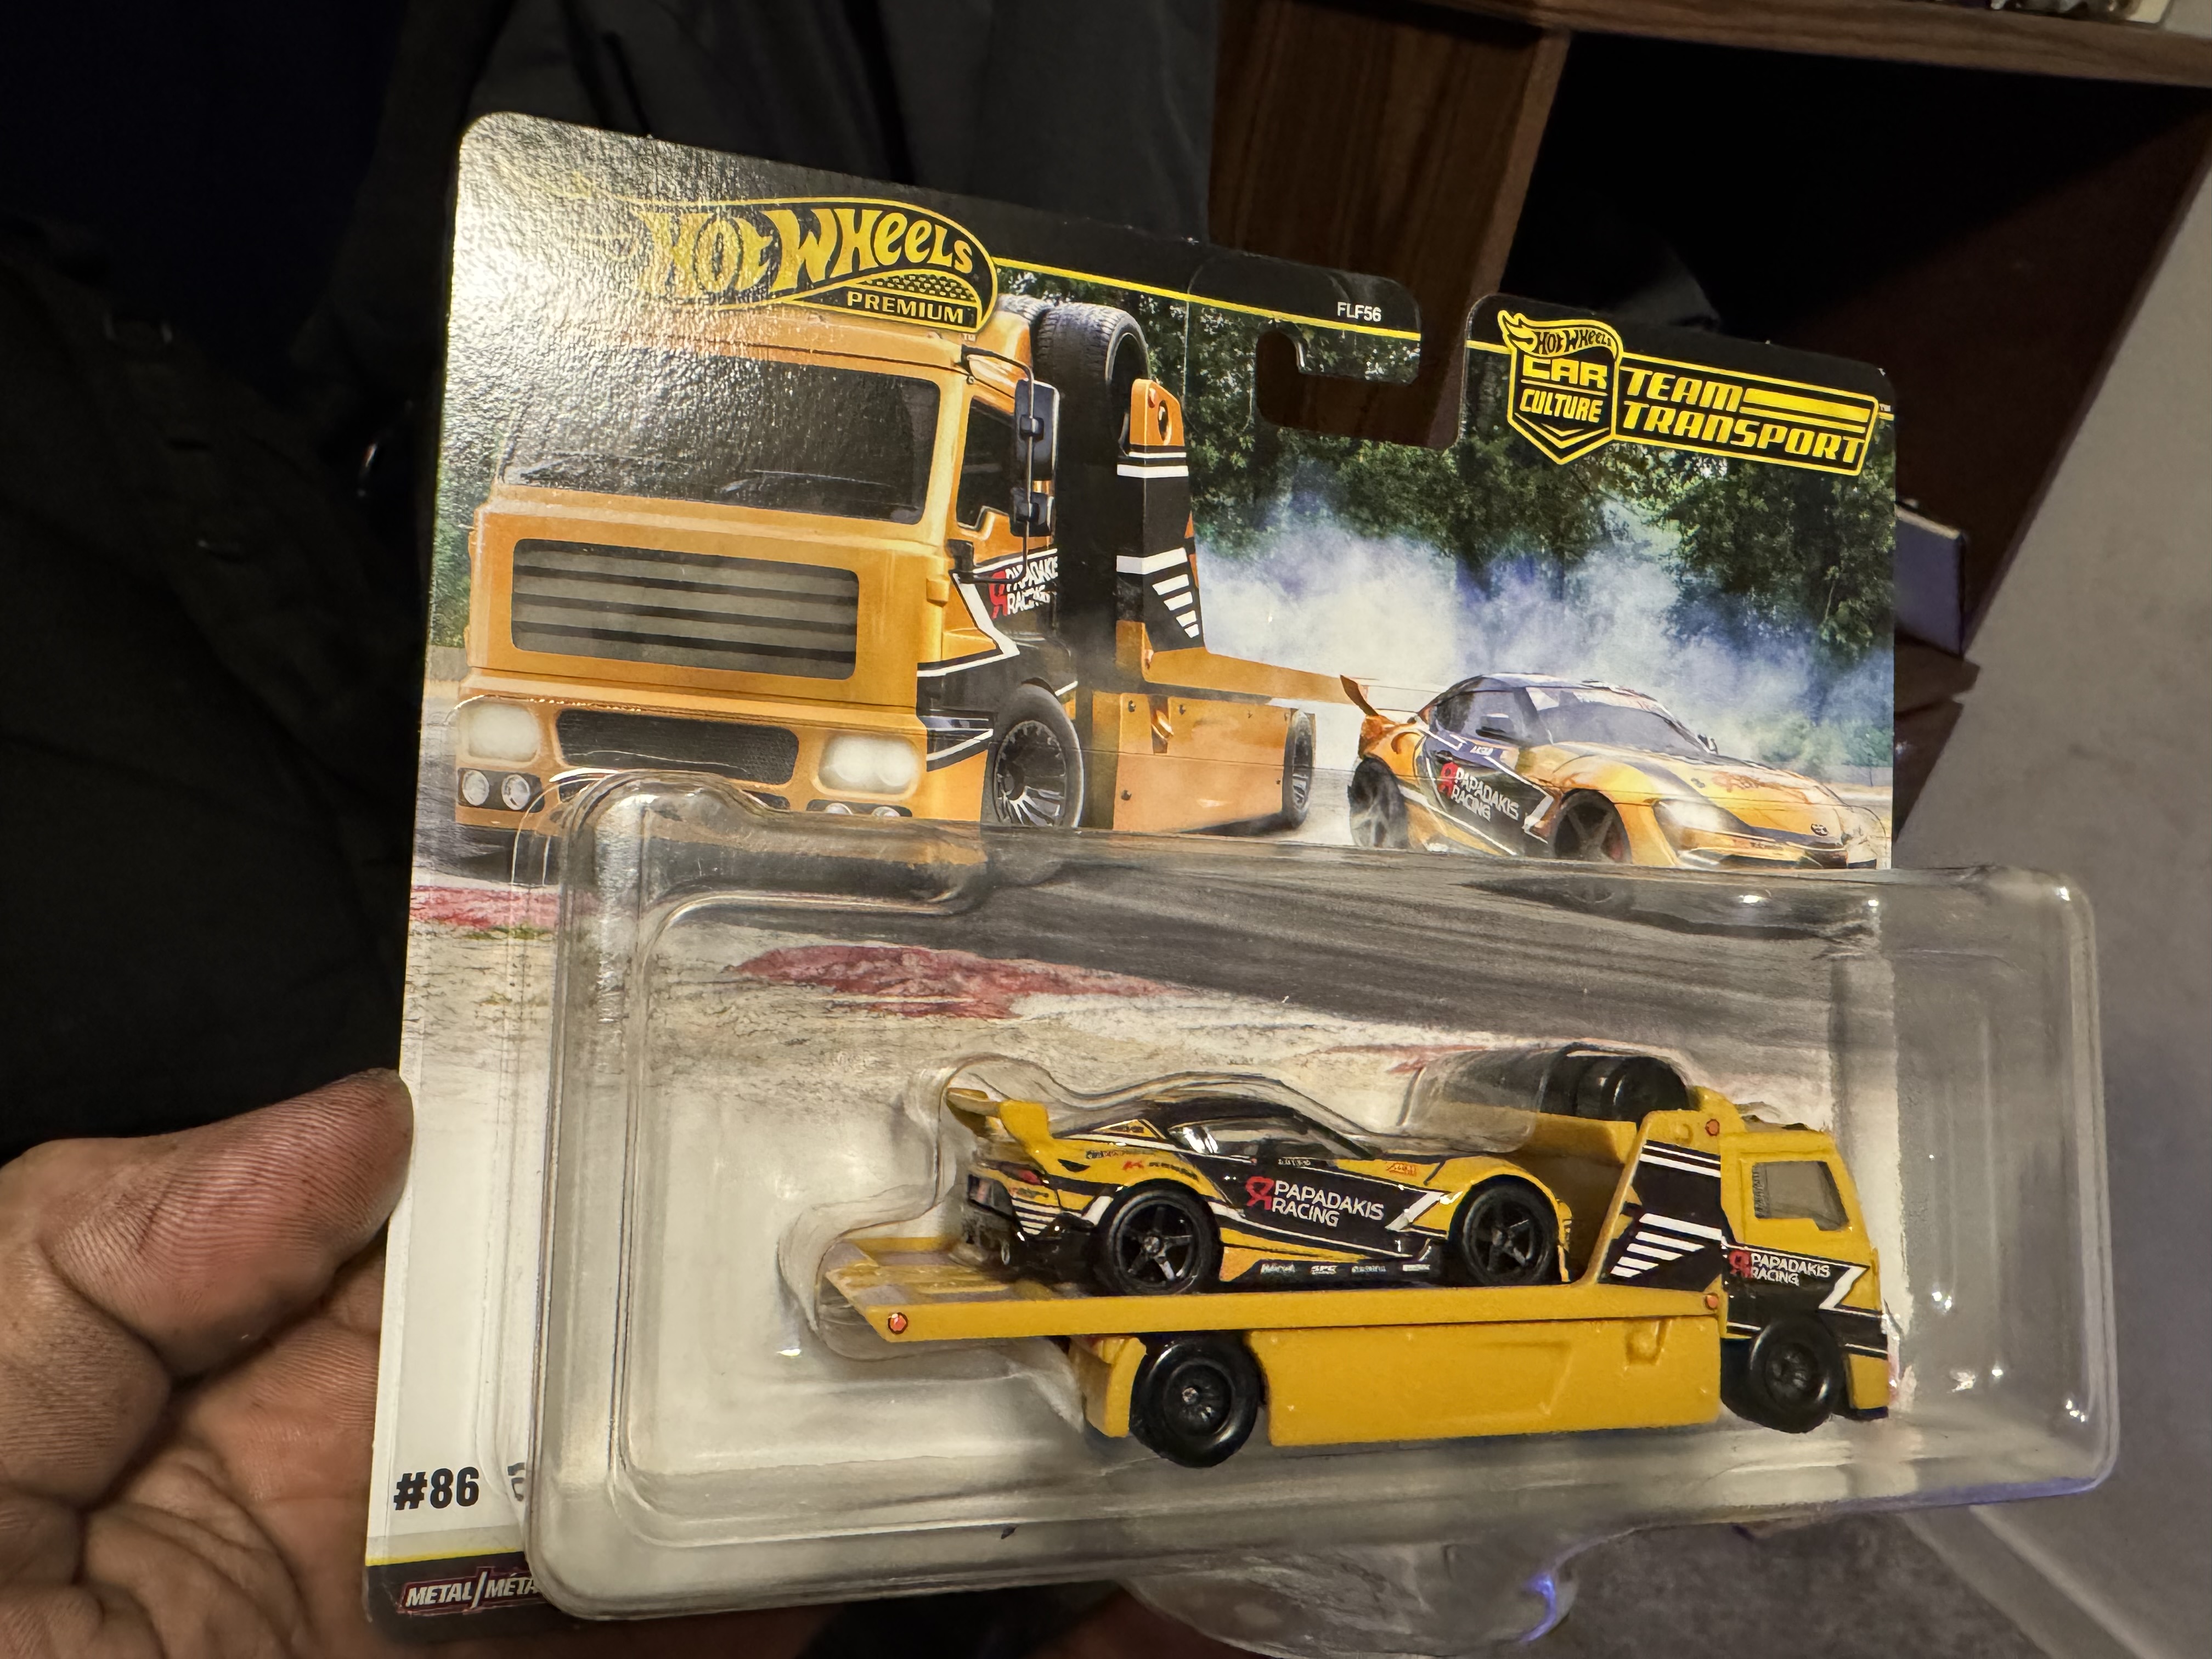 HOT WHEELS
PREMIUM
FLF56
HOT WHEELS
CAR
CULTURE
TEAM
TRANSPORT
PAPADAKIS
RACING
PAPADAKIS
RACING
PAPADAKIS
RACING
PAPADAKIS
RACING
#86
METAL/MÉTA